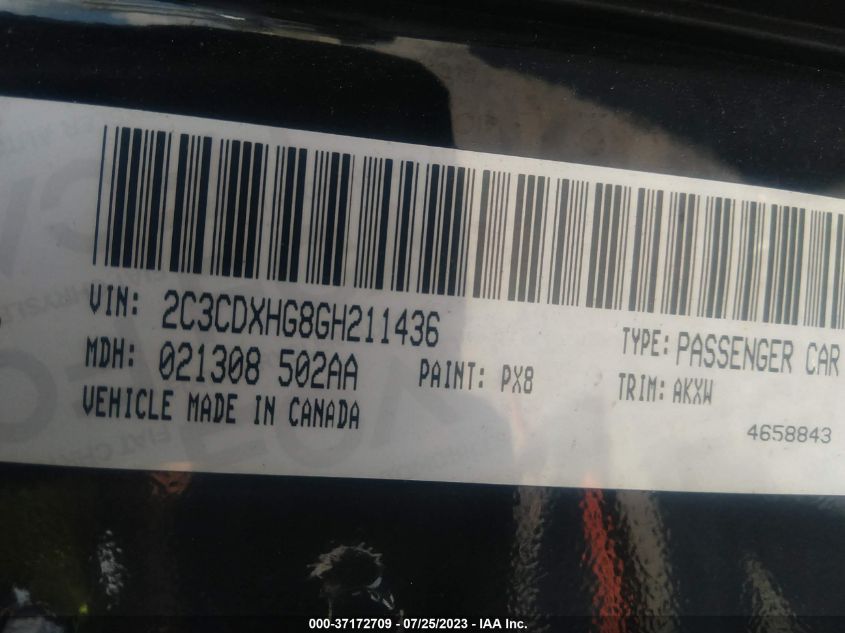 VIN: 2C3CDXHG8GH211436
TYPE: PASSENGER CAR
MDH: 021308 502AA
PAINT: PX8
TRIM: AKXW
VEHICLE MADE IN CANADA
4658843
000-37172709 - 07/25/2023 - IAA Inc.